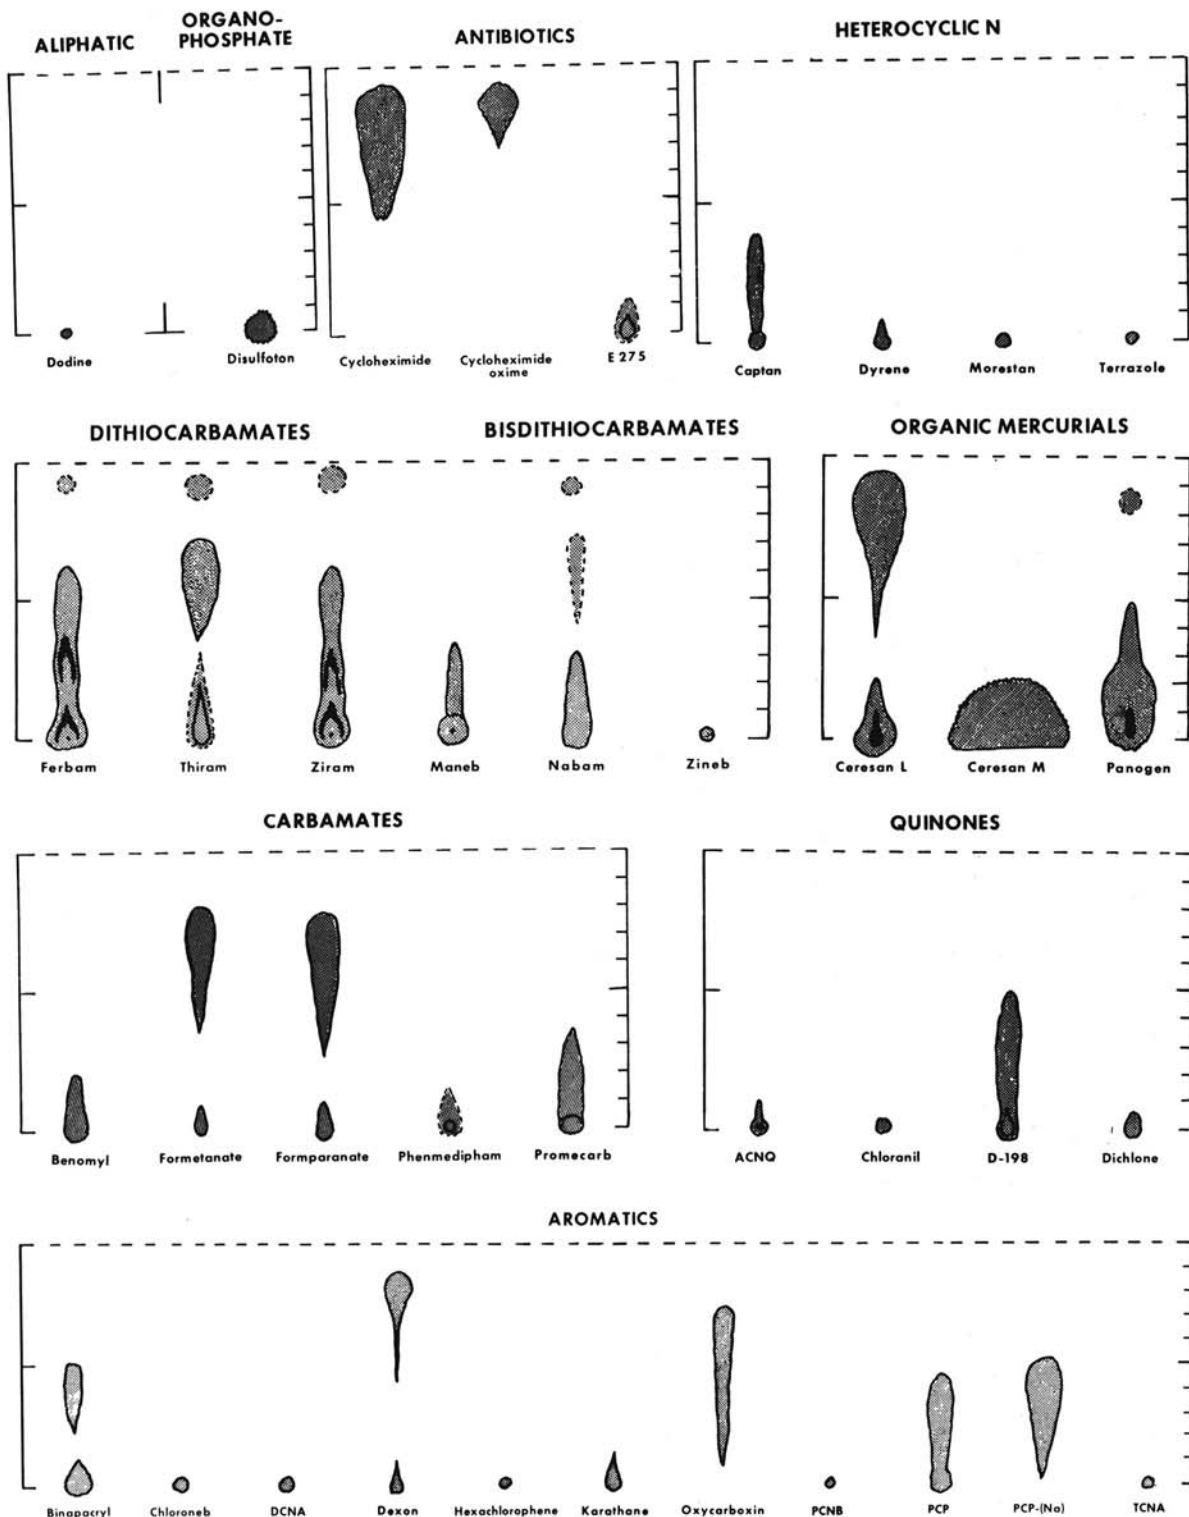 ALIPHATIC
ORGANO-
PHOSPHATE
ANTIBIOTICS
HETEROCYCLIC N
Dodine
Disulfoton
Cycloheximide
Cycloheximide
oxime
E 275
Captan
Dyrene
Morestan
Terrazole
DITHIOCARBAMATES
BISDITHIOCARBAMATES
ORGANIC MERCURIALS
Ferbam
Thiram
Ziram
Maneb
Nabam
Zineb
Ceresan L
Ceresan M
Panogen
CARBAMATES
QUINONES
Benomyl
Formetanate
Formparanate
Phenmedipham
Promecarb
ACNQ
Chloranil
D-198
Dichlone
AROMATICS
Binapacryl
Chloroneb
DCNA
Dexon
Hexachlorophene
Karathane
Oxycarboxin
PCNB
PCP
PCP-(Na)
TCNA